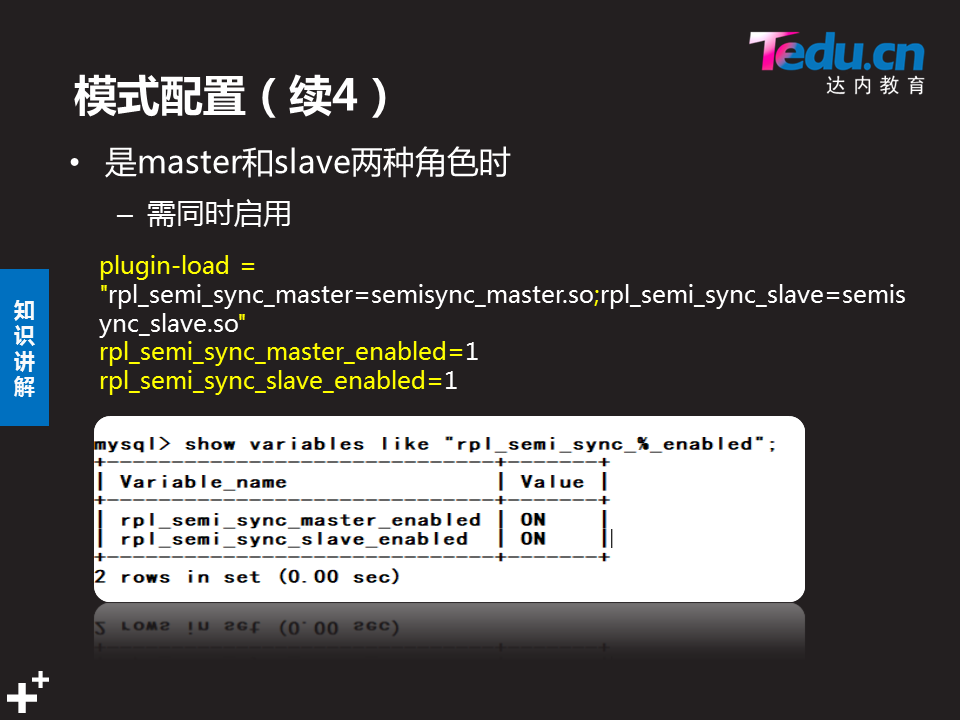 Tedu.cn
达内教育
模式配置（续4）
• 是master和slave两种角色时
– 需同时启用
plugin-load =
"rpl_semi_sync_master=semisync_master.so;rpl_semi_sync_slave=semis
ync_slave.so"
rpl_semi_sync_master_enabled=1
rpl_semi_sync_slave_enabled=1
知识讲解
mysql> show variables like "rpl_semi_sync_%_enabled";
+------------------------------+-------+
| Variable_name                | Value |
+------------------------------+-------+
| rpl_semi_sync_master_enabled | ON    |
| rpl_semi_sync_slave_enabled  | ON    |
+------------------------------+-------+
2 rows in set (0.00 sec)